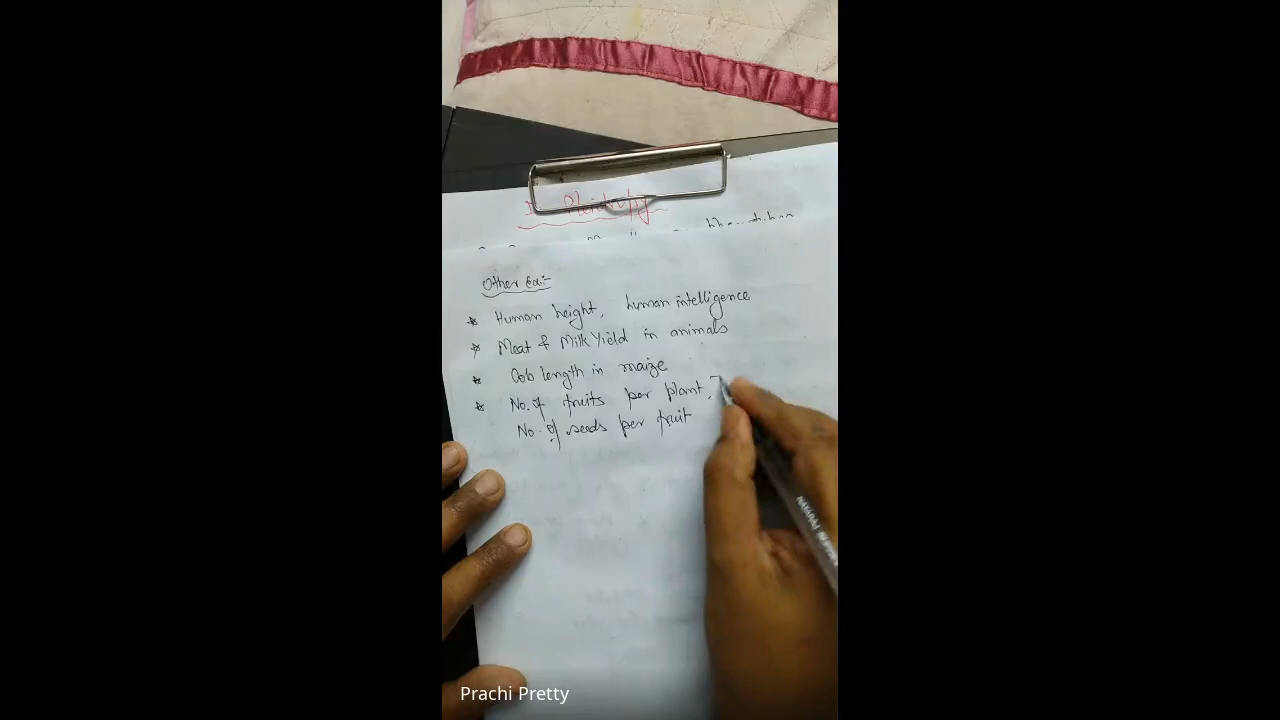 Other Ex:-
* Human height, human intelligence
* Meat & Milk Yield in animals
* Cob length in maize
* No. of fruits per plant,
No. of seeds per fruit
NATARAJ
Prachi Pretty